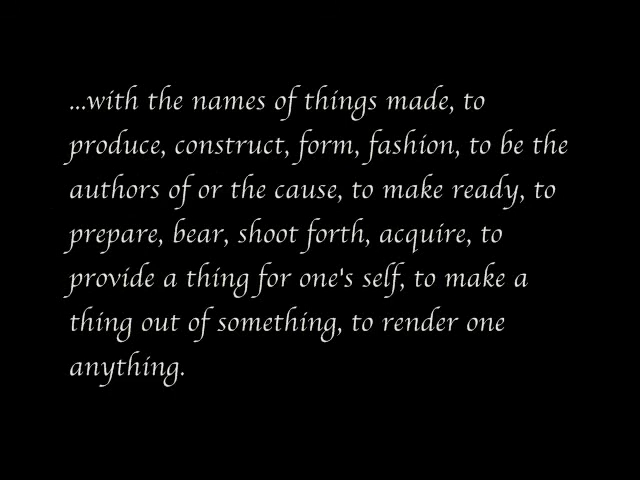 ...with the names of things made, to
produce, construct, form, fashion, to be the
authors of or the cause, to make ready, to
prepare, bear, shoot forth, acquire, to
provide a thing for one's self, to make a
thing out of something, to render one
anything.